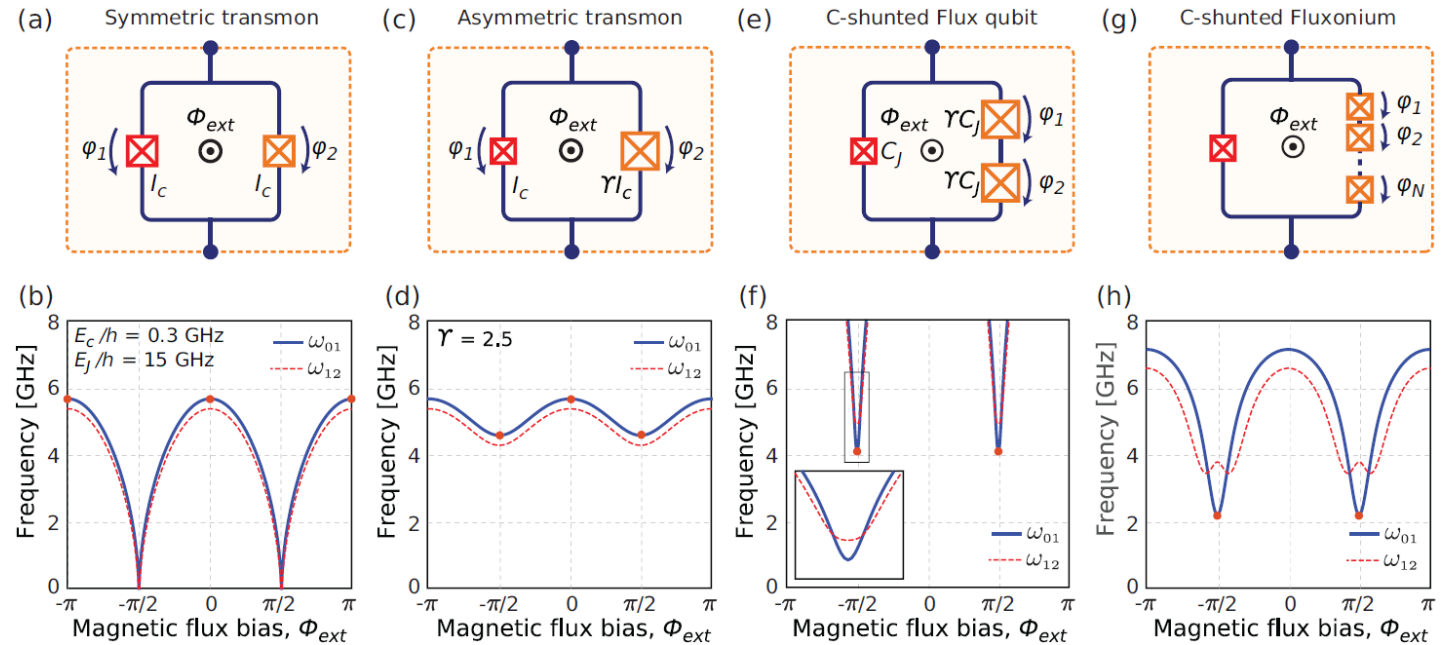 (a) Symmetric transmon
Φext
φ1
φ2
Ic
Ic
(c) Asymmetric transmon
Φext
φ1
φ2
Ic
ϒIc
(e) C-shunted Flux qubit
Φext
ϒCJ
φ1
CJ
ϒCJ
φ2
(g) C-shunted Fluxonium
Φext
φ1
φ2
φN
(b)
Ec/h = 0.3 GHz
EJ/h = 15 GHz
ω01
ω12
8
6
4
2
0
Frequency [GHz]
-π -π/2 0 π/2 π
Magnetic flux bias, Φext
(d)
ϒ = 2.5
ω01
ω12
8
6
4
2
0
Frequency [GHz]
-π -π/2 0 π/2 π
Magnetic flux bias, Φext
(f)
8
6
4
2
0
Frequency [GHz]
ω01
ω12
-π -π/2 0 π/2 π
Magnetic flux bias, Φext
(h)
8
6
4
2
0
Frequency [GHz]
ω01
ω12
-π -π/2 0 π/2 π
Magnetic flux bias, Φext